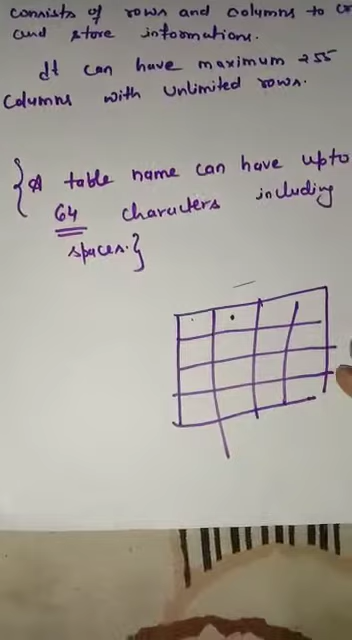 consists of rows and columns to
and store information.
It can have maximum 255
columns with unlimited rows.
{ A table name can have upto
64 characters including
spaces. }